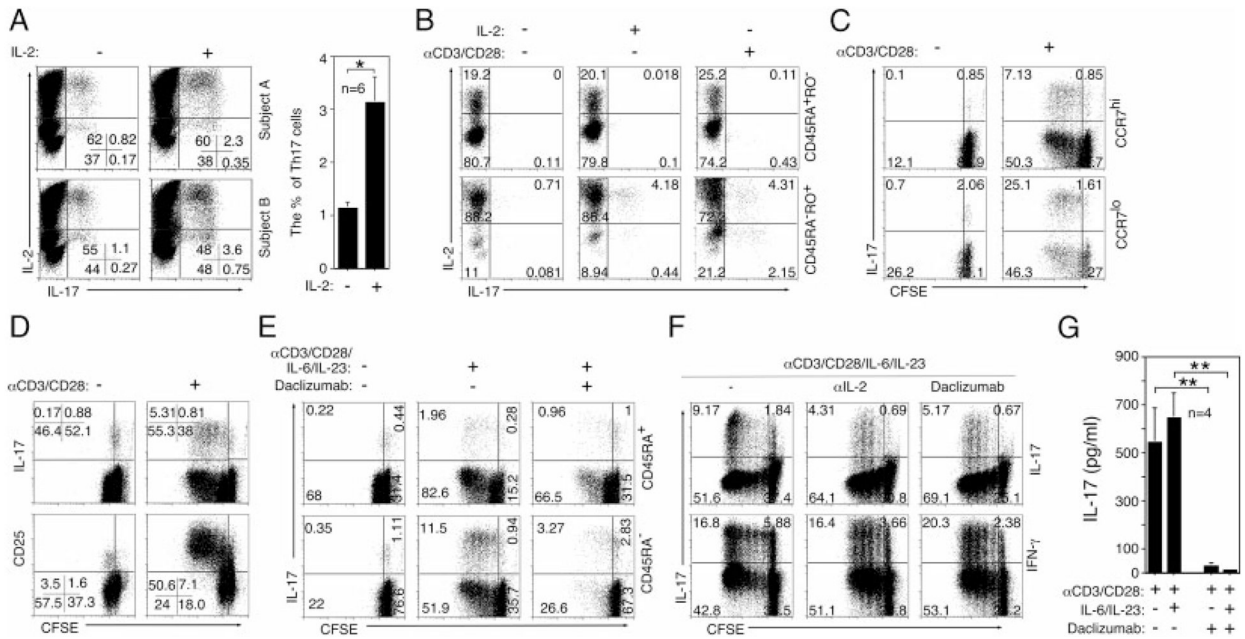 A
IL-2: - +
Subject A
62 0.82
37 0.17
60 2.3
38 0.35
Subject B
55 1.1
44 0.27
48 3.6
48 0.75
IL-2
IL-17
The % of Th17 cells
4
3
2
1
0
*
n=6
IL-2: - +
B
IL-2: - + -
αCD3/CD28: - - +
19.2 0 20.1 0.018 25.2 0.11
80.7 0.11 79.8 0.1 74.2 0.43
CD45RA+RO-
0.71 4.18 4.31
88.2 86.4
11 0.081 8.94 0.44 21.2 2.15
CD45RA-RO+
IL-2
IL-17
C
αCD3/CD28: - +
0.1 0.85 7.13 0.85
12.1 50.3
CCR7hi
0.7 2.06 25.1 1.61
26.2 46.3 27
CCR7lo
IL-17
CFSE
D
αCD3/CD28: - +
0.17 0.88 5.31 0.81
46.4 52.1 55.3 38
IL-17
CD25
3.5 1.6 50.6 7.1
57.5 37.3 24 18.0
CFSE
E
αCD3/CD28/
IL-6/IL-23: - + +
Daclizumab: - - +
0.22 0.44 1.96 0.28 0.96 1
68 31.4 82.6 15.2 66.5 31.5
CD45RA+
0.35 1.11 11.5 0.94 3.27 2.83
22 76.6 51.9 35.7 26.6 67.3
CD45RA-
IL-17
CFSE
F
αCD3/CD28/IL-6/IL-23
- αIL-2 Daclizumab
9.17 1.84 4.31 0.69 5.17 0.67
51.6 64.1 69.1
IL-17
16.8 5.88 16.4 3.66 20.3 2.38
42.8 51.1 53.1
IFN-γ
IL-17
CFSE
G
IL-17 (pg/ml)
900
700
500
300
100
0
**
**
n=4
αCD3/CD28: + + + +
IL-6/IL-23: - + - +
Daclizumab: - - + +